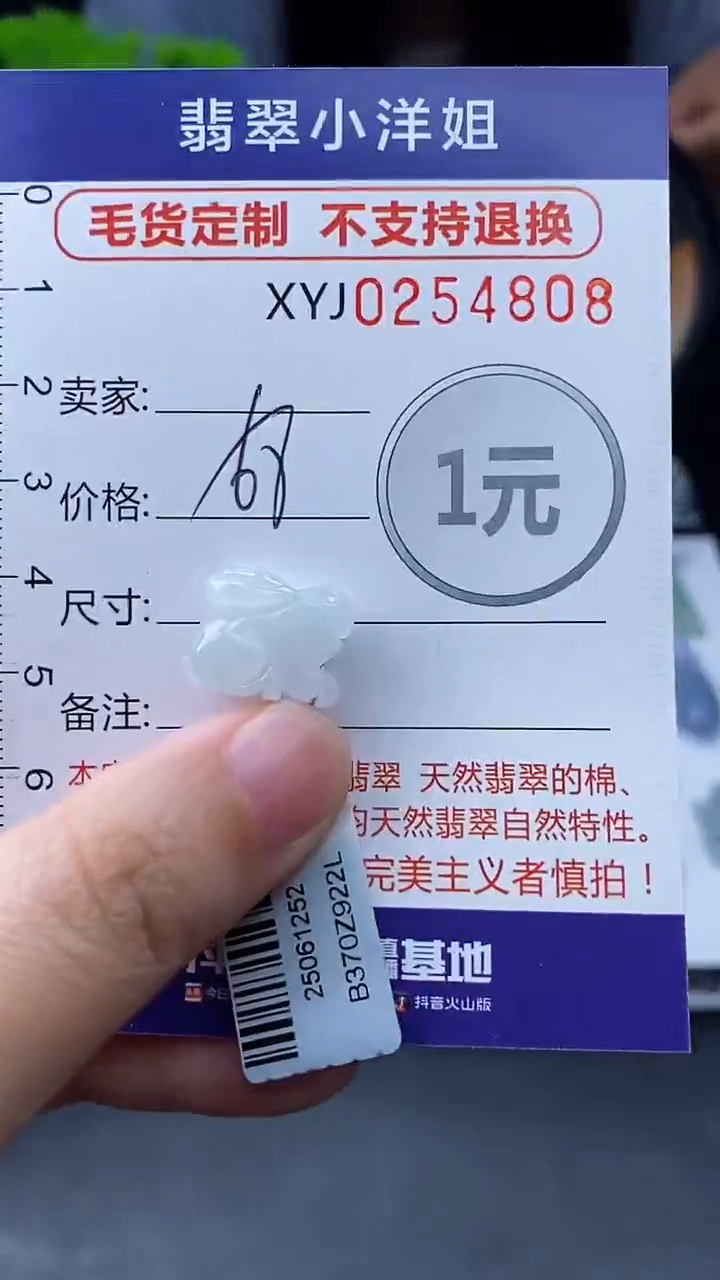 翡翠小洋姐
毛货定制 不支持退换
XYJ0254808
0
1
2
3
4
5
6
卖家:
价格:
1元
尺寸:
备注:
翡翠 天然翡翠的棉、
的天然翡翠自然特性。
完美主义者慎拍！
25061252
B370Z922L
基地
抖音火山版